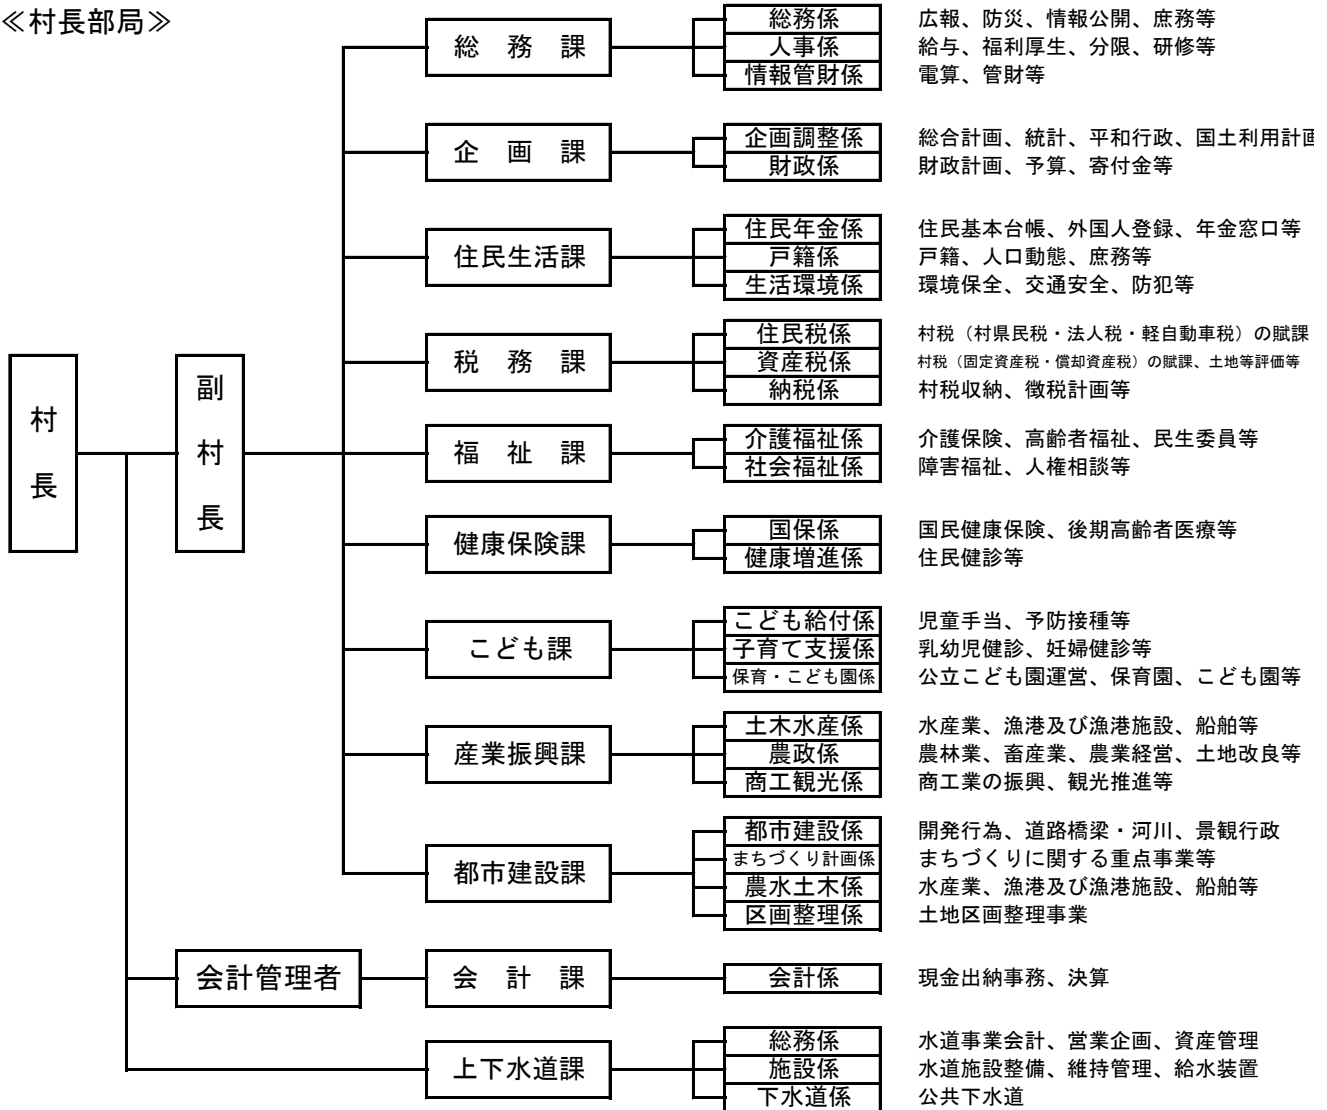 ≪村長部局≫
総務課
総務係 広報、防災、情報公開、庶務等
人事係 給与、福利厚生、分限、研修等
情報管財係 電算、管財等
企画課
企画調整係 総合計画、統計、平和行政、国土利用計画
財政係 財政計画、予算、寄付金等
住民生活課
住民年金係 住民基本台帳、外国人登録、年金窓口等
戸籍係 戸籍、人口動態、庶務等
生活環境係 環境保全、交通安全、防犯等
税務課
住民税係 村税（村県民税・法人税・軽自動車税）の賦課
資産税係 村税（固定資産税・償却資産税）の賦課、土地等評価等
納税係 村税収納、徴税計画等
村長
副村長
福祉課
介護福祉係 介護保険、高齢者福祉、民生委員等
社会福祉係 障害福祉、人権相談等
健康保険課
国保係 国民健康保険、後期高齢者医療等
健康増進係 住民健診等
こども課
こども給付係 児童手当、予防接種等
子育て支援係 乳幼児健診、妊婦健診等
保育・こども園係 公立こども園運営、保育園、こども園等
産業振興課
土木水産係 水産業、漁港及び漁港施設、船舶等
農政係 農林業、畜産業、農業経営、土地改良等
商工観光係 商工業の振興、観光推進等
都市建設課
都市建設係 開発行為、道路橋梁・河川、景観行政
まちづくり計画係 まちづくりに関する重点事業等
農水土木係 水産業、漁港及び漁港施設、船舶等
区画整理係 土地区画整理事業
会計管理者
会計課
会計係 現金出納事務、決算
上下水道課
総務係 水道事業会計、営業企画、資産管理
施設係 水道施設整備、維持管理、給水装置
下水道係 公共下水道